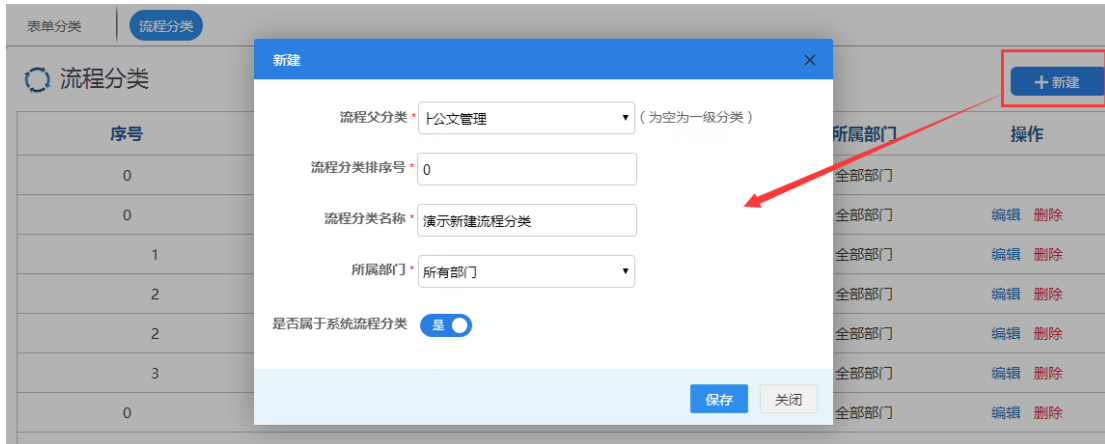 表单分类 流程分类
新建
流程分类
+新建
流程父分类* ├公文管理 (为空为一级分类)
序号 所属部门 操作
流程分类排序号* 0
0 全部部门
流程分类名称* 演示新建流程分类
0 全部部门 编辑 删除
1 全部部门 编辑 删除
所属部门* 所有部门
2 全部部门 编辑 删除
是否属于系统流程分类 是
2 全部部门 编辑 删除
3 全部部门 编辑 删除
保存 关闭
0 全部部门 编辑 删除